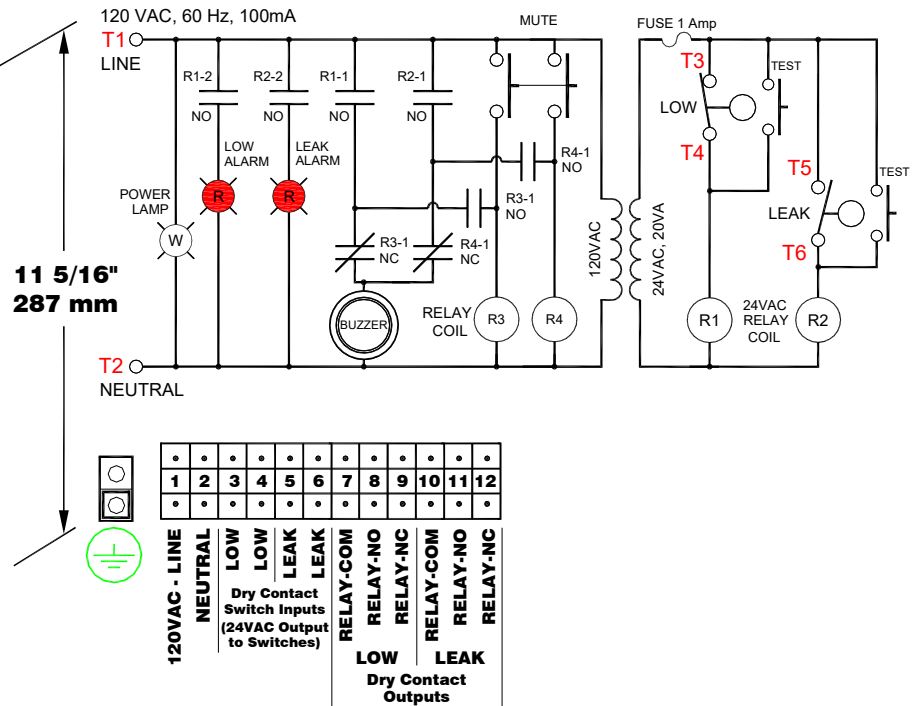 120 VAC, 60 Hz, 100mA
T1
LINE
MUTE
FUSE 1 Amp
R1-2
NO
R2-2
NO
R1-1
NO
R2-1
NO
T3
LOW
T4
TEST
LOW
ALARM
LEAK
ALARM
R
R
R4-1
NO
R3-1
NO
T5
LEAK
T6
TEST
POWER
LAMP
W
R3-1
NC
R4-1
NC
120VAC
24VAC, 20VA
11 5/16"
287 mm
BUZZER
RELAY
COIL
R3
R4
R1
24VAC
RELAY
COIL
R2
T2
NEUTRAL
1 2 3 4 5 6 7 8 9 10 11 12
120VAC - LINE
NEUTRAL
LOW
LOW
LEAK
LEAK
RELAY-COM
RELAY-NO
RELAY-NC
RELAY-COM
RELAY-NO
RELAY-NC
Dry Contact
Switch Inputs
(24VAC Output
to Switches)
LOW
LEAK
Dry Contact
Outputs